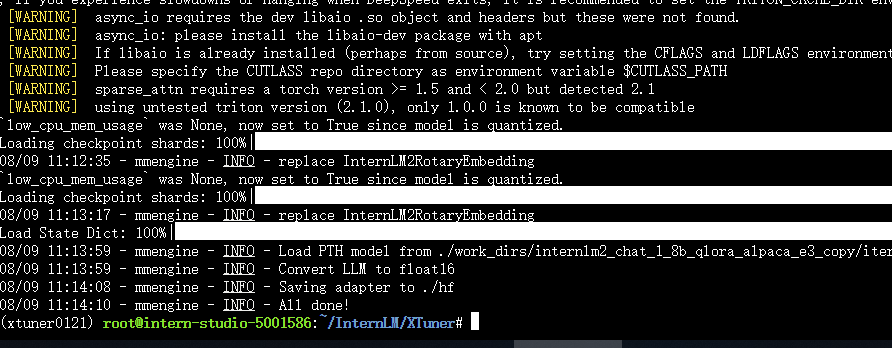 , if you experience slowdowns or hanging when DeepSpeed exits, it is recommended to set the TRITON_CACHE_DIR env
[WARNING]  async_io requires the dev libaio .so object and headers but these were not found.
[WARNING]  async_io: please install the libaio-dev package with apt
[WARNING]  If libaio is already installed (perhaps from source), try setting the CFLAGS and LDFLAGS environment
[WARNING]  Please specify the CUTLASS repo directory as environment variable $CUTLASS_PATH
[WARNING]  sparse_attn requires a torch version >= 1.5 and < 2.0 but detected 2.1
[WARNING]  using untested triton version (2.1.0), only 1.0.0 is known to be compatible
`low_cpu_mem_usage` was None, now set to True since model is quantized.
Loading checkpoint shards: 100%|
08/09 11:12:35 - mmengine - INFO - replace InternLM2RotaryEmbedding
`low_cpu_mem_usage` was None, now set to True since model is quantized.
Loading checkpoint shards: 100%|
08/09 11:13:17 - mmengine - INFO - replace InternLM2RotaryEmbedding
Load State Dict: 100%|
08/09 11:13:59 - mmengine - INFO - Load PTH model from ./work_dirs/internlm2_chat_1_8b_qlora_alpaca_e3_copy/iter
08/09 11:13:59 - mmengine - INFO - Convert LLM to float16
08/09 11:14:08 - mmengine - INFO - Saving adapter to ./hf
08/09 11:14:10 - mmengine - INFO - All done!
(xtuner0121) root@intern-studio-5001586:~/InternLM/XTuner#